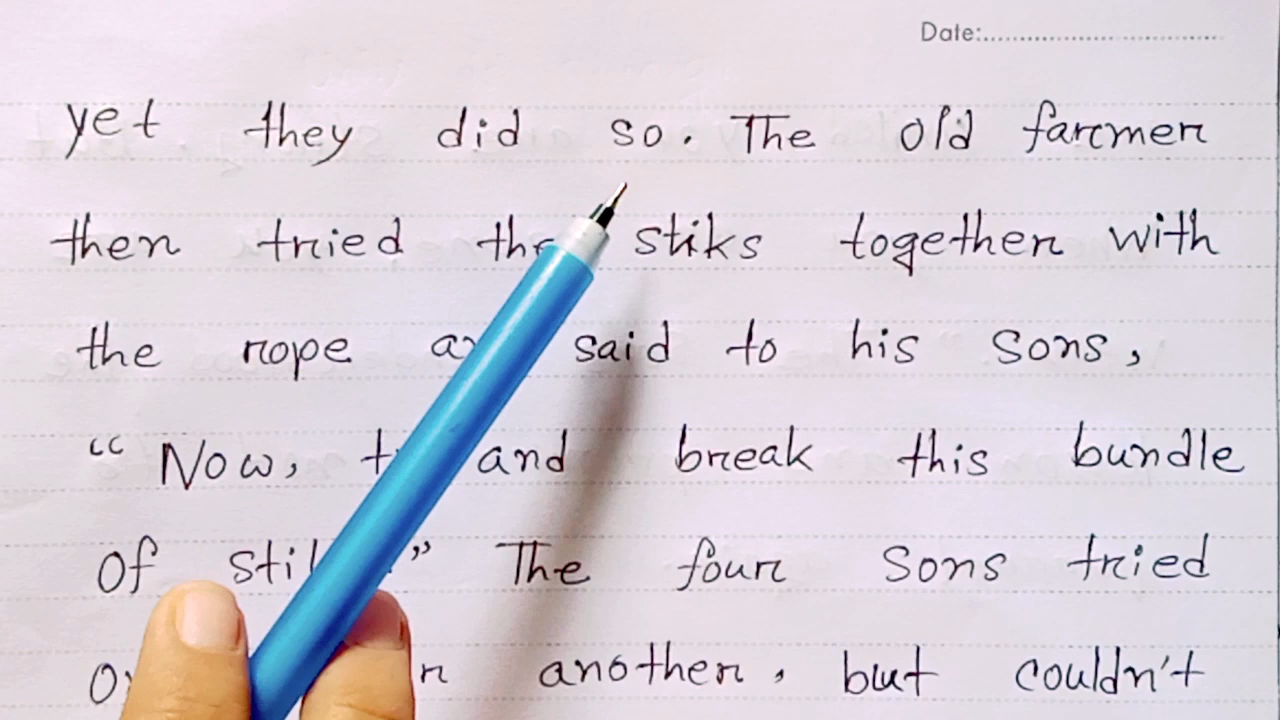 Date:
yet they did so. The old farmer
then tried the stiks together with
the rope said to his sons,
"Now, and break this bundle
of " The four sons tried
another, but couldn't